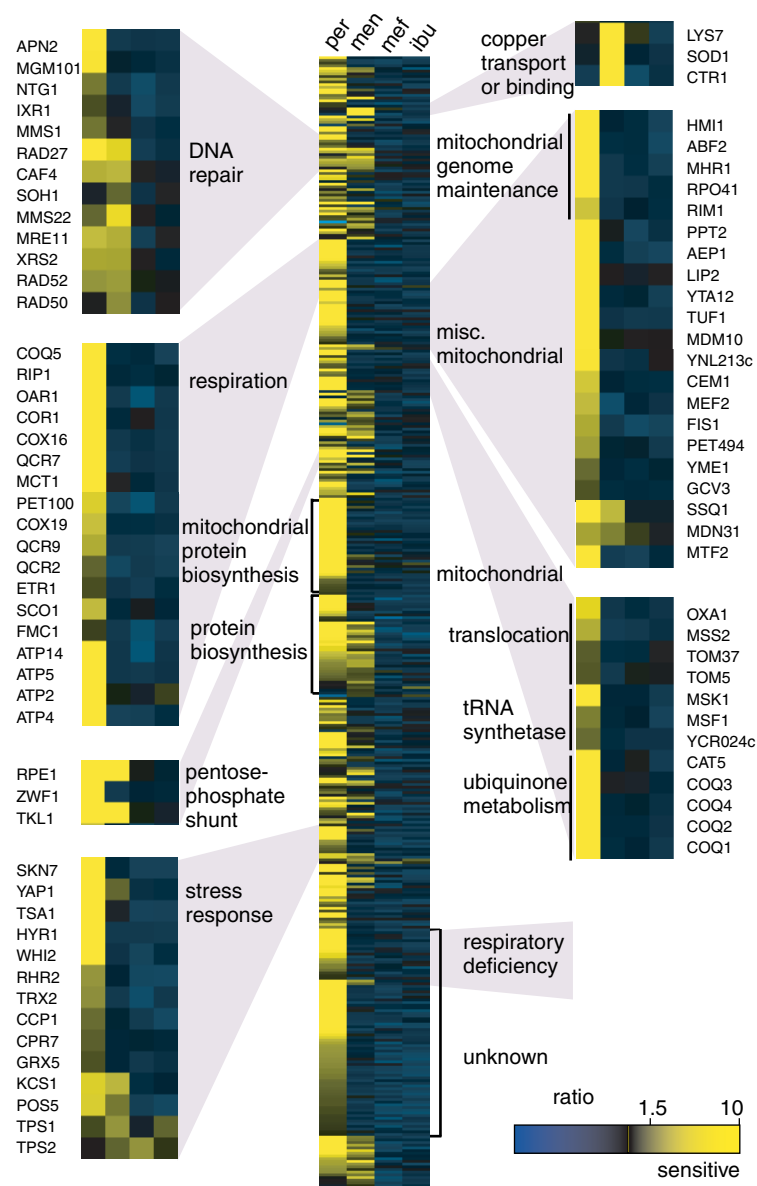 per
men
mef
ibu
APN2
MGM101
NTG1
IXR1
MMS1
RAD27
CAF4
SOH1
MMS22
MRE11
XRS2
RAD52
RAD50
DNA
repair
COQ5
RIP1
OAR1
COR1
COX16
QCR7
MCT1
PET100
COX19
QCR9
QCR2
ETR1
SCO1
FMC1
ATP14
ATP5
ATP2
ATP4
respiration
mitochondrial
protein
biosynthesis
protein
biosynthesis
RPE1
ZWF1
TKL1
pentose-
phosphate
shunt
SKN7
YAP1
TSA1
HYR1
WHI2
RHR2
TRX2
CCP1
CPR7
GRX5
KCS1
POS5
TPS1
TPS2
stress
response
copper
transport
or binding
LYS7
SOD1
CTR1
mitochondrial
genome
maintenance
misc.
mitochondrial
HMI1
ABF2
MHR1
RPO41
RIM1
PPT2
AEP1
LIP2
YTA12
TUF1
MDM10
YNL213c
CEM1
MEF2
FIS1
PET494
YME1
GCV3
SSQ1
MDN31
MTF2
mitochondrial
translocation
tRNA
synthetase
ubiquinone
metabolism
OXA1
MSS2
TOM37
TOM5
MSK1
MSF1
YCR024c
CAT5
COQ3
COQ4
COQ2
COQ1
respiratory
deficiency
unknown
ratio
1.5
10
sensitive